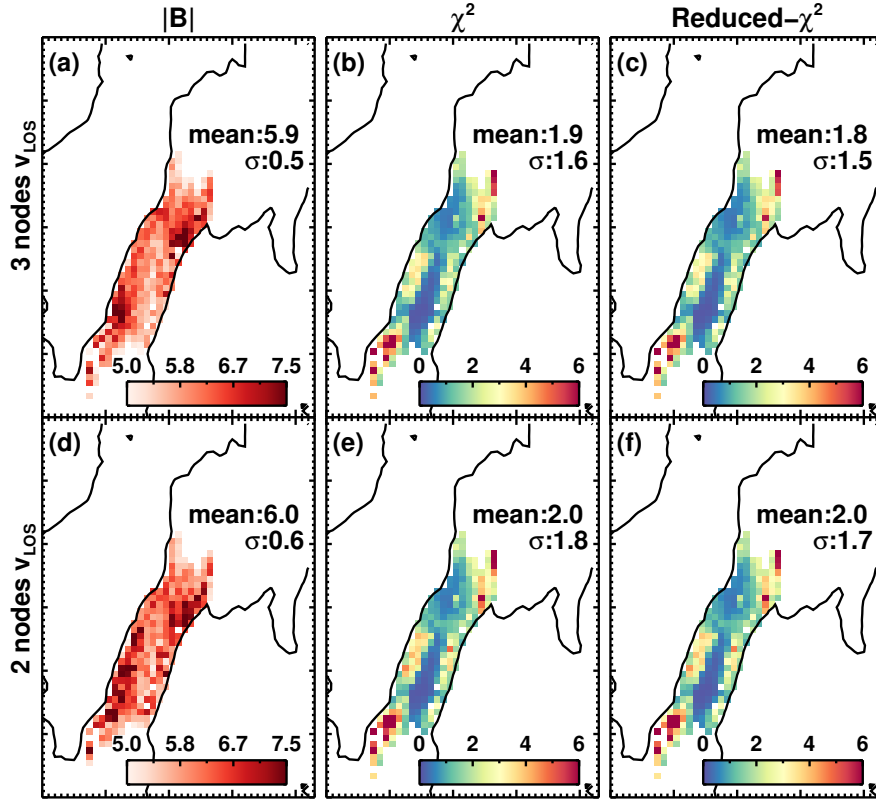 |B|
χ²
Reduced−χ²
3 nodes vLOS
(a)
mean:5.9
σ:0.5
5.0 5.8 6.7 7.5
(b)
mean:1.9
σ:1.6
0 2 4 6
(c)
mean:1.8
σ:1.5
0 2 4 6
2 nodes vLOS
(d)
mean:6.0
σ:0.6
5.0 5.8 6.7 7.5
(e)
mean:2.0
σ:1.8
0 2 4 6
(f)
mean:2.0
σ:1.7
0 2 4 6